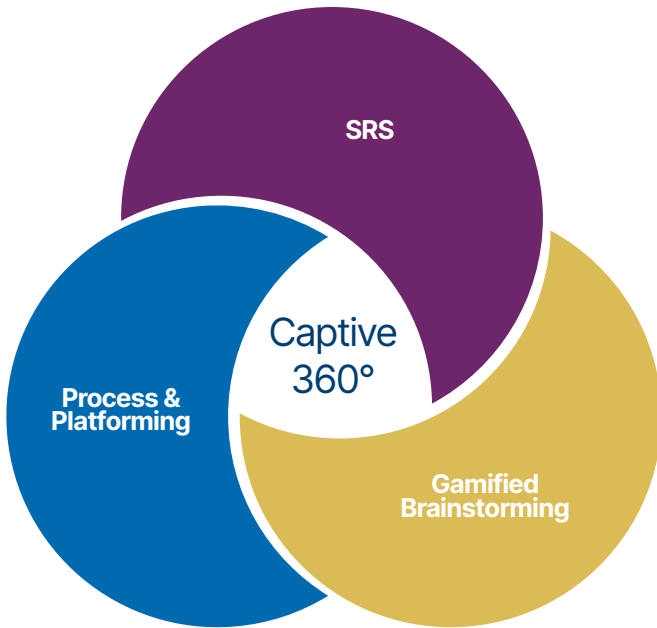 SRS
Captive
360°
Process &
Platforming
Gamified
Brainstorming